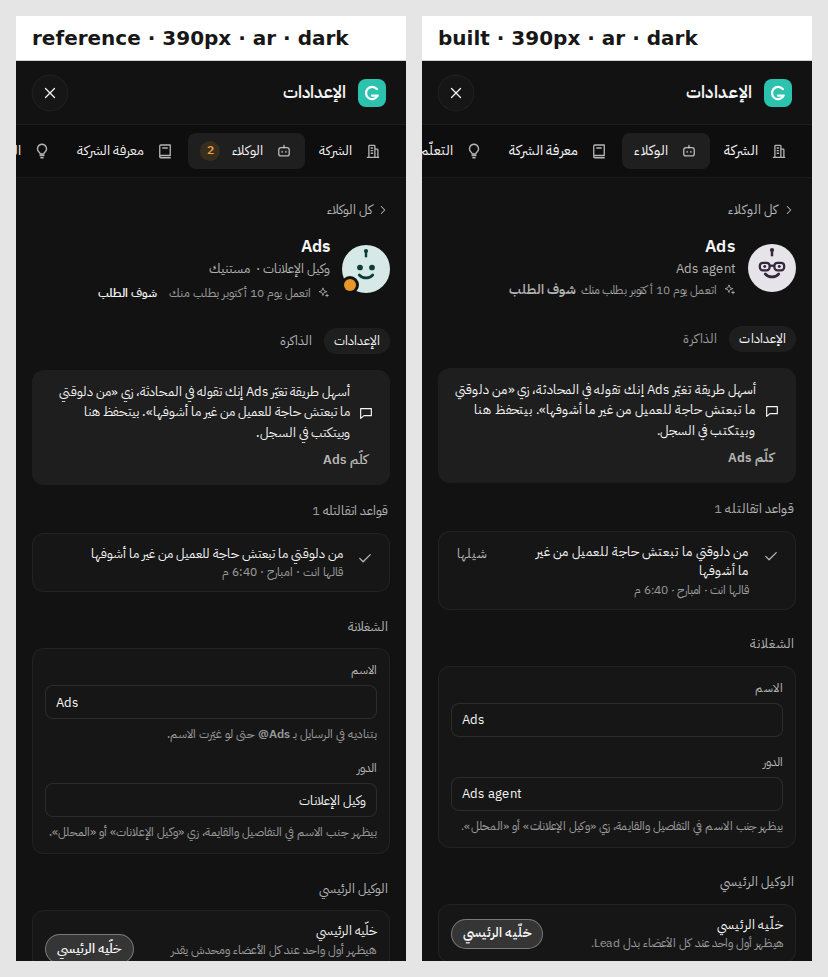 reference · 390px · ar · dark
الإعدادات
الشركة
الوكلاء 2
معرفة الشركة
كل الوكلاء
Ads
وكيل الإعلانات · مستنيك
اتعمل يوم 10 أكتوبر بطلب منك شوف الطلب
الإعدادات
الذاكرة
أسهل طريقة تغيّر Ads إنك تقوله في المحادثة، زي «من دلوقتي
ما تبعتش حاجة للعميل من غير ما أشوفها». بيتحفظ هنا
وبيتكتب في السجل.
كلّم Ads
قواعد اتقالتله 1
من دلوقتي ما تبعتش حاجة للعميل من غير ما أشوفها
قالها انت · امبارح · 6:40 م
الشغلانة
الاسم
Ads
بتناديه في الرسايل بـ @Ads حتى لو غيّرت الاسم.
الدور
وكيل الإعلانات
بيظهر جنب الاسم في التفاصيل والقايمة، زي «وكيل الإعلانات» أو «المحلل».
الوكيل الرئيسي
خلّيه الرئيسي
هيظهر أول واحد عند كل الأعضاء ومحدش يقدر
خلّيه الرئيسي
built · 390px · ar · dark
الإعدادات
الشركة
الوكلاء
معرفة الشركة
التعلّم
كل الوكلاء
Ads
Ads agent
اتعمل يوم 10 أكتوبر بطلب منك شوف الطلب
الإعدادات
الذاكرة
أسهل طريقة تغيّر Ads إنك تقوله في المحادثة، زي «من دلوقتي
ما تبعتش حاجة للعميل من غير ما أشوفها». بيتحفظ هنا
وبيتكتب في السجل.
كلّم Ads
قواعد اتقالتله 1
من دلوقتي ما تبعتش حاجة للعميل من غير
ما أشوفها
شيلها
قالها انت · امبارح · 6:40 م
الشغلانة
الاسم
Ads
الدور
Ads agent
بيظهر جنب الاسم في التفاصيل والقايمة، زي «وكيل الإعلانات» أو «المحلل».
الوكيل الرئيسي
خلّيه الرئيسي
هيظهر أول واحد عند كل الأعضاء بدل Lead.
خلّيه الرئيسي